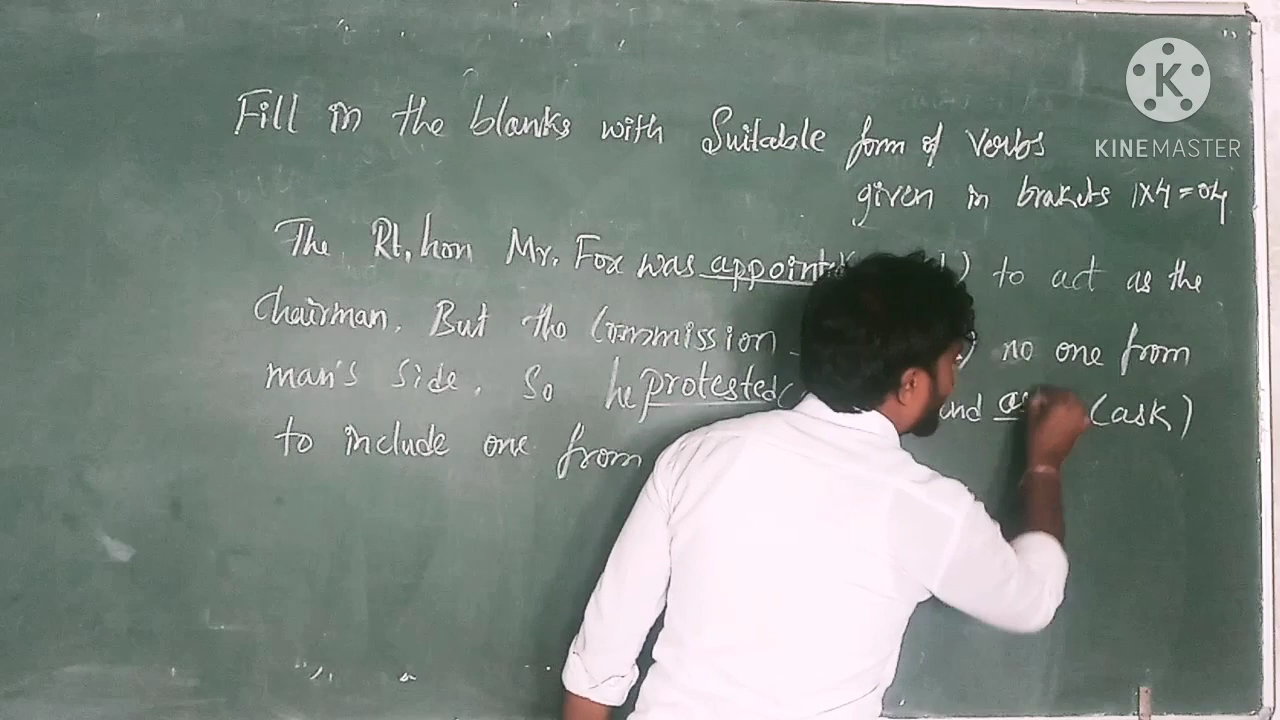 Fill in the blanks with Suitable form of Verbs
given in brakets 1x4=04
The Rt. hon Mr. Fox was appoint ) to act as the
Chairman. But the Commission ) no one from
man's side. So he protested ( and as (ask)
to include one from
K
KINEMASTER